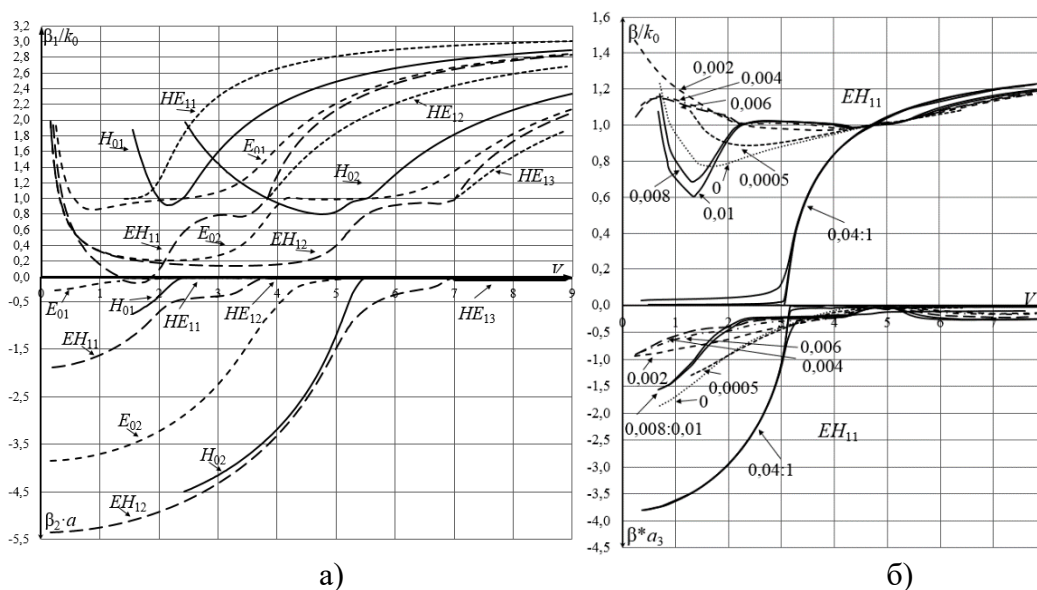 3,2
β₁/k₀
3,0
2,8
2,6
2,4
2,2
2,0
1,8
1,6
1,4
1,2
1,0
0,8
0,6
0,4
0,2
0,0
-0,5
-1,5
-2,5
-3,5
-4,5
-5,5
β₂·a
0 1 2 3 4 5 6 7 8 9
V
HE₁₁
H₀₁
E₀₁
HE₁₂
H₀₂
HE₁₃
EH₁₁
E₀₂
EH₁₂
E₀₁
H₀₁
HE₁₁
HE₁₂
HE₁₃
EH₁₁
E₀₂
H₀₂
EH₁₂
а)
1,6
β/k₀
1,4
1,2
1,0
0,8
0,6
0,4
0,2
0,0
-0,5
-1,0
-1,5
-2,0
-2,5
-3,0
-3,5
-4,0
-4,5
β*a₃
0 1 2 3 4 5 6 7
V
0,002
0,004
0,006
EH₁₁
0,008
0,01
0
0,0005
0,04:1
0,006
0,004
0,002
0,0005
0
0,008:0,01
0,04:1
EH₁₁
б)